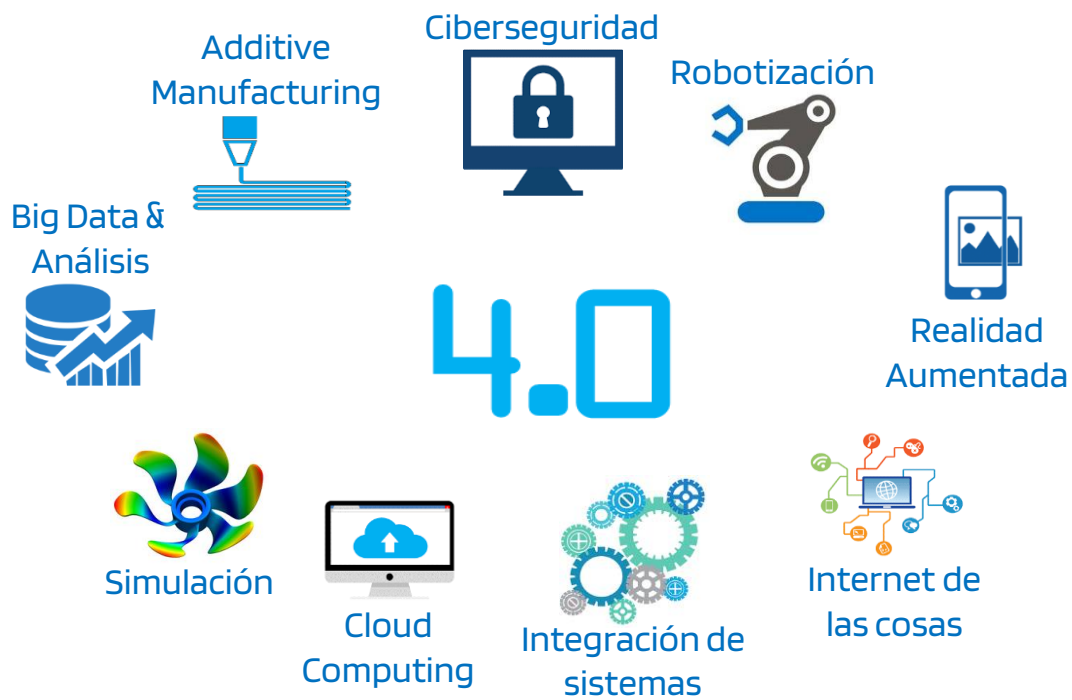 Ciberseguridad
Additive
Manufacturing
Robotización
Big Data &
Análisis
4.0
Realidad
Aumentada
Simulación
Cloud
Computing
Integración de
sistemas
Internet de
las cosas